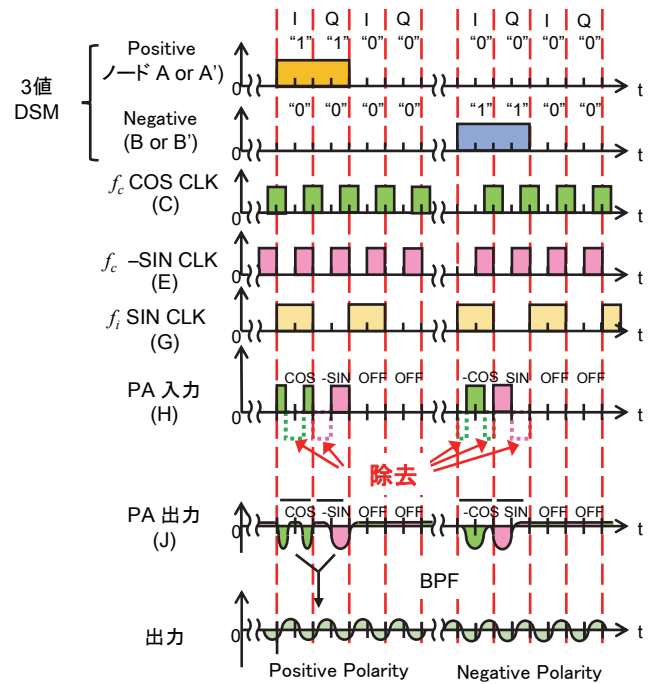 I Q I Q I Q I Q
Positive
ノード A or A')
“1” “1” “0” “0” “0” “0” “0” “0”
0 t
3値
DSM
Negative
(B or B')
“0” “0” “0” “0” “1” “1” “0” “0”
0 t
fc COS CLK
(C)
0 t
fc –SIN CLK
(E)
0 t
fi SIN CLK
(G)
0 t
PA 入力
(H)
COS -SIN OFF OFF -COS SIN OFF OFF
0 t
除去
PA 出力
(J)
COS -SIN OFF OFF -COS SIN OFF OFF
0 t
BPF
出力
0 t
Positive Polarity Negative Polarity